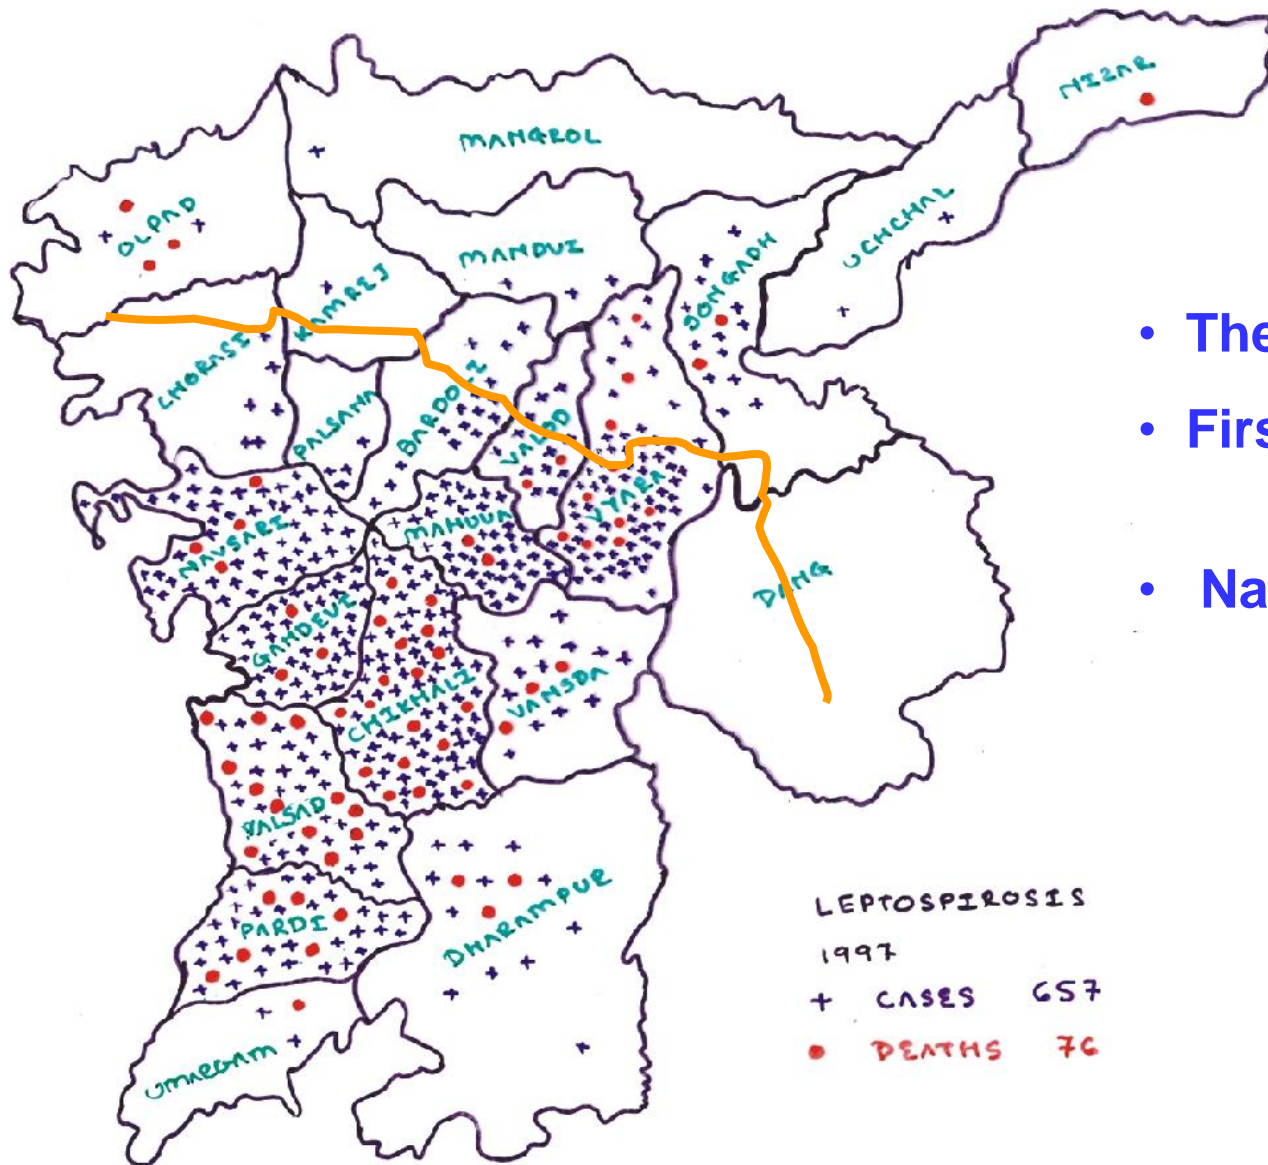 NIZAR
MANGROL
OLPAD
MANDVI
SONGADH
UCHCHAL
KAMREJ
CHORASI
PALSANA
BARDOLI
VALOD
VYARA
MAHUVA
NAVSARI
GANDEVI
CHIKHALI
VANSDA
DANG
VALSAD
PARDI
DHARAMPUR
UMARGAM
LEPTOSPIROSIS
1997
+ CASES 657
● DEATHS 76
• The
• Firs
• Na